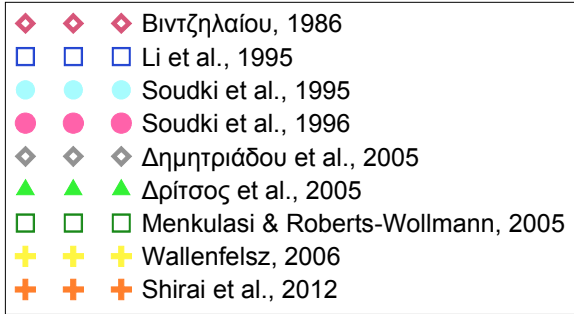 Βιντζηλαίου, 1986
Li et al., 1995
Soudki et al., 1995
Soudki et al., 1996
Δημητριάδου et al., 2005
Δρίτσος et al., 2005
Menkulasi & Roberts-Wollmann, 2005
Wallenfelsz, 2006
Shirai et al., 2012